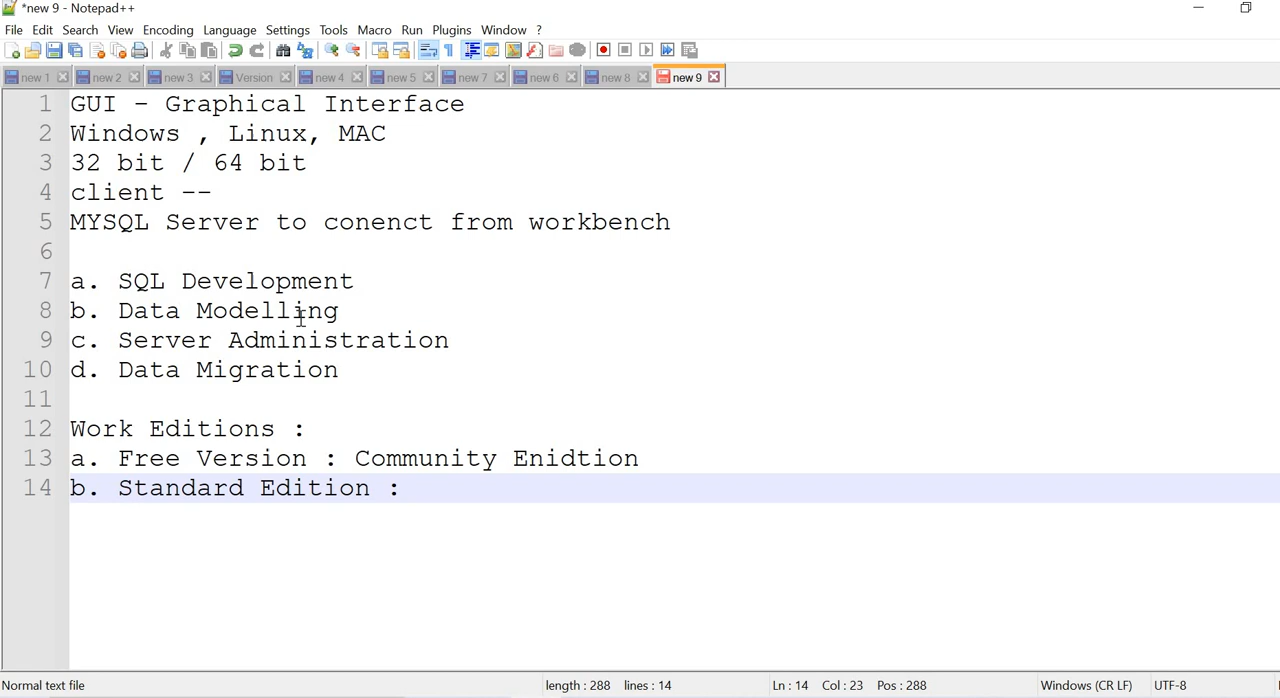 *new 9 - Notepad++
File Edit Search View Encoding Language Settings Tools Macro Run Plugins Window ?
new 1 new 2 new 3 Version new 4 new 5 new 7 new 6 new 8 new 9
1 GUI - Graphical Interface
2 Windows , Linux, MAC
3 32 bit / 64 bit
4 client --
5 MYSQL Server to conenct from workbench
6
7 a. SQL Development
8 b. Data Modelling
9 c. Server Administration
10 d. Data Migration
11
12 Work Editions :
13 a. Free Version : Community Enidtion
14 b. Standard Edition :
Normal text file length : 288 lines : 14 Ln : 14 Col : 23 Pos : 288 Windows (CR LF) UTF-8